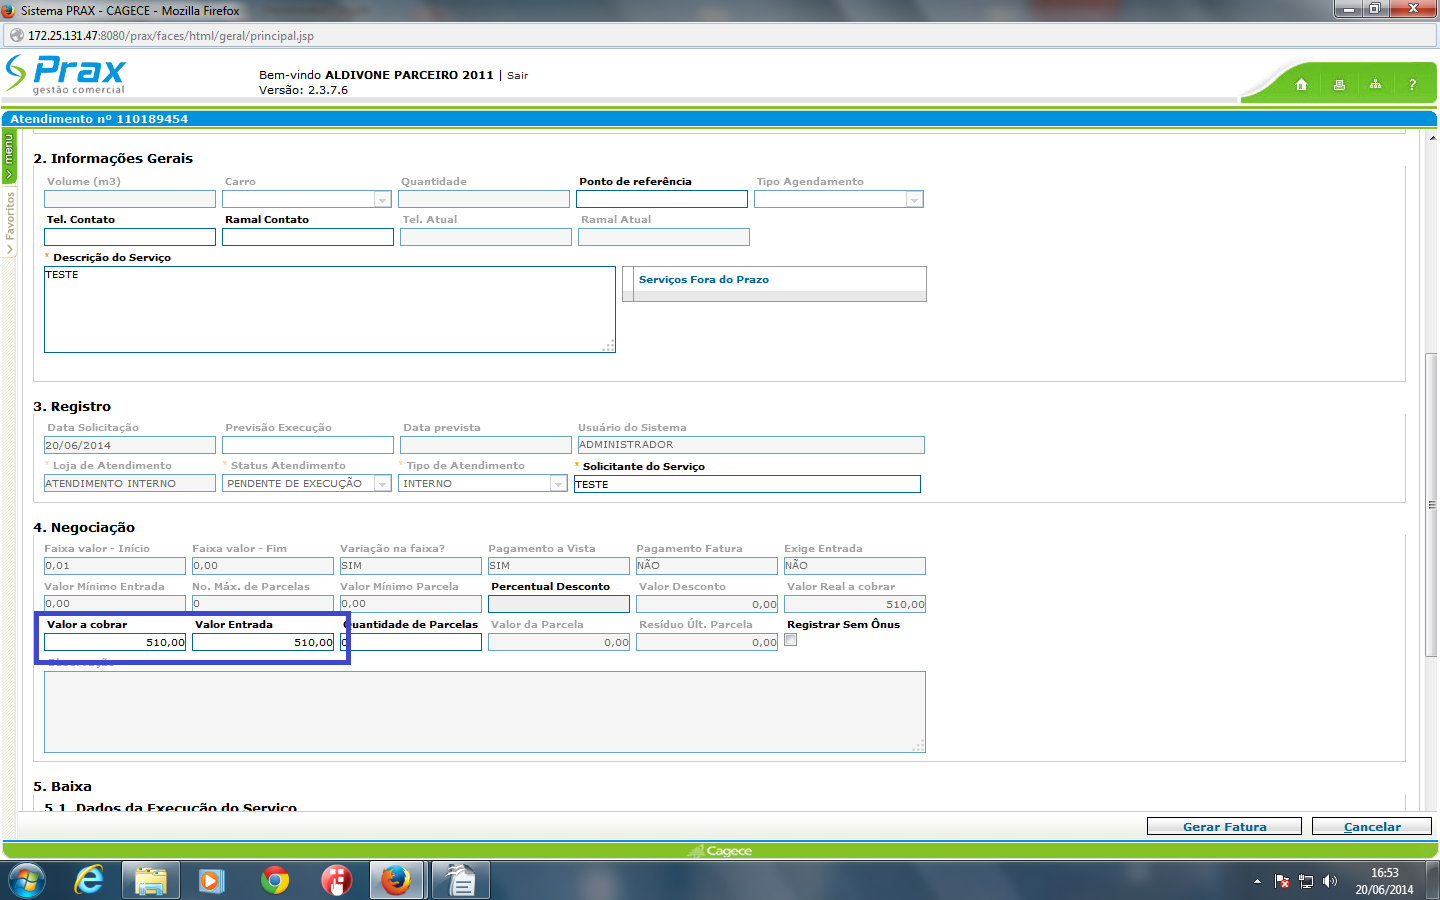 Sistema PRAX - CAGECE - Mozilla Firefox
172.25.131.47:8080/prax/faces/html/geral/principal.jsp
Prax
gestão comercial
Bem-vindo ALDIVONE PARCEIRO 2011 | Sair
Versão: 2.3.7.6
?
Atendimento nº 110189454
menu
Favoritos
2. Informações Gerais
Volume (m3) Carro Quantidade Ponto de referência Tipo Agendamento
Tel. Contato Ramal Contato Tel. Atual Ramal Atual
* Descrição do Serviço
TESTE
Serviços Fora do Prazo
3. Registro
Data Solicitação Previsão Execução Data prevista Usuário do Sistema
20/06/2014 ADMINISTRADOR
* Loja de Atendimento * Status Atendimento * Tipo de Atendimento * Solicitante do Serviço
ATENDIMENTO INTERNO PENDENTE DE EXECUÇÃO INTERNO TESTE
4. Negociação
Faixa valor - Início Faixa valor - Fim Variação na faixa? Pagamento a Vista Pagamento Fatura Exige Entrada
0,01 0,00 SIM SIM NÃO NÃO
Valor Mínimo Entrada No. Máx. de Parcelas Valor Mínimo Parcela Percentual Desconto Valor Desconto Valor Real a cobrar
0,00 0 0,00 0,00 510,00
Valor a cobrar Valor Entrada Quantidade de Parcelas Valor da Parcela Resíduo Últ. Parcela Registrar Sem Ônus
510,00 510,00 0 0,00 0,00
Observação
5. Baixa
5.1. Dados da Execução do Serviço
Gerar Fatura Cancelar
Cagece
16:53
20/06/2014